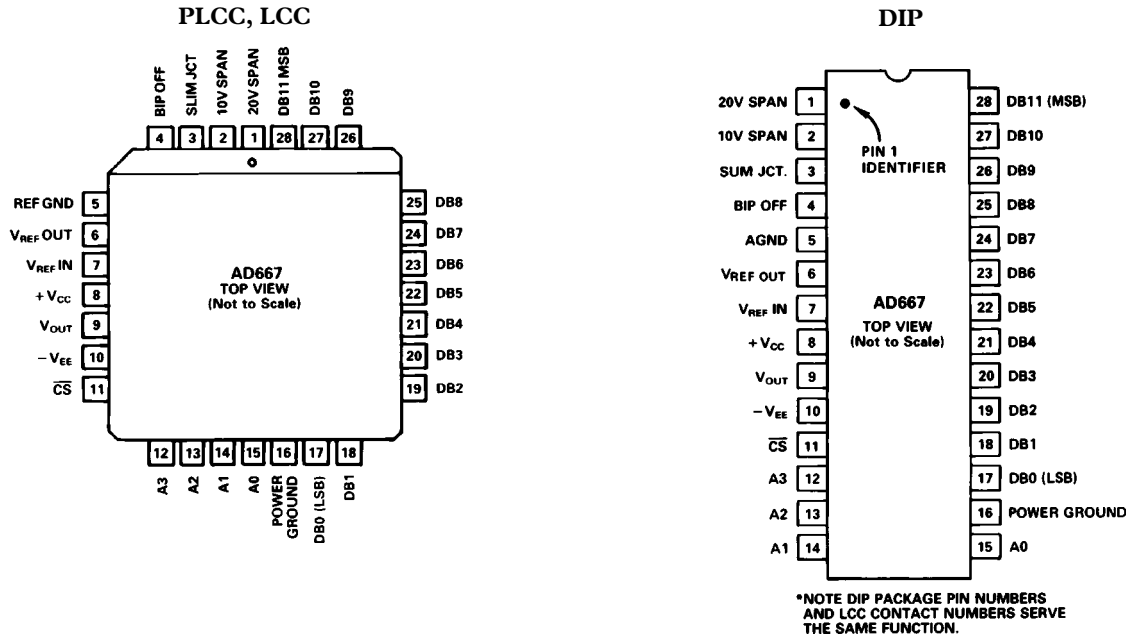 PLCC, LCC
BIP OFF
SLIM JCT
10V SPAN
20V SPAN
DB11 MSB
DB10
DB9
4
3
2
1
28
27
26
REF GND 5
VREF OUT 6
VREF IN 7
+ VCC 8
VOUT 9
– VEE 10
CS 11
AD667
TOP VIEW
(Not to Scale)
25 DB8
24 DB7
23 DB6
22 DB5
21 DB4
20 DB3
19 DB2
12
13
14
15
16
17
18
A3
A2
A1
A0
POWER
GROUND
DB0 (LSB)
DB1
DIP
20V SPAN 1
10V SPAN 2
SUM JCT. 3
BIP OFF 4
AGND 5
VREF OUT 6
VREF IN 7
+ VCC 8
VOUT 9
– VEE 10
CS 11
A3 12
A2 13
A1 14
PIN 1
IDENTIFIER
AD667
TOP VIEW
(Not to Scale)
28 DB11 (MSB)
27 DB10
26 DB9
25 DB8
24 DB7
23 DB6
22 DB5
21 DB4
20 DB3
19 DB2
18 DB1
17 DB0 (LSB)
16 POWER GROUND
15 A0
*NOTE DIP PACKAGE PIN NUMBERS
AND LCC CONTACT NUMBERS SERVE
THE SAME FUNCTION.